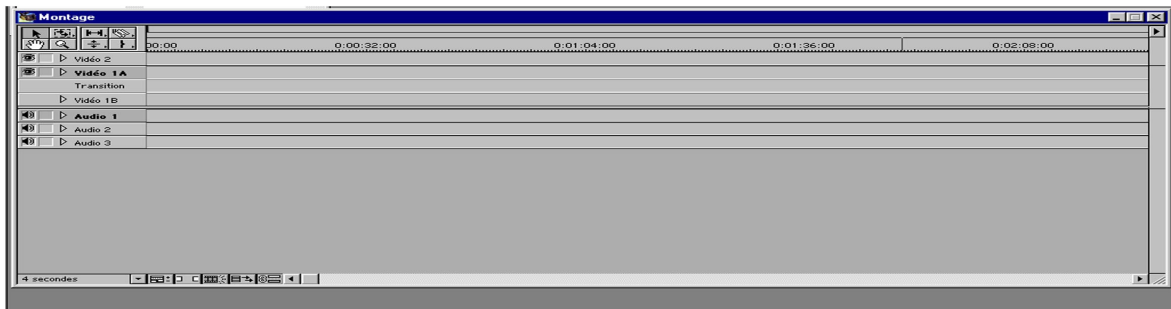 Montage
00:00 0:00:32:00 0:01:04:00 0:01:36:00 0:02:08:00
Vidéo 2
Vidéo 1A
Transition
Vidéo 1B
Audio 1
Audio 2
Audio 3
4 secondes